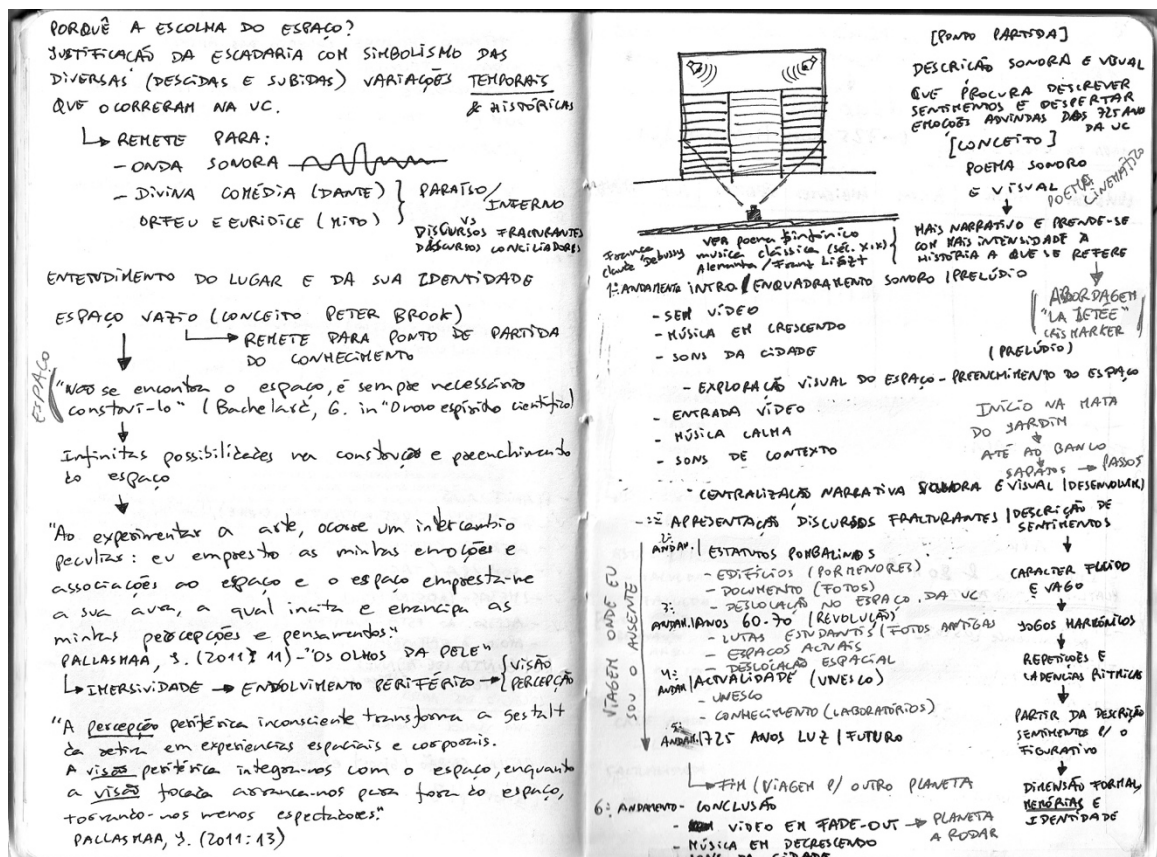 PORQUÊ A ESCOLHA DO ESPAÇO?
JUSTIFICAÇÃO DA ESCADARIA COM SIMBOLISMO DAS
DIVERSAS (DESCIDAS E SUBIDAS) VARIAÇÕES TEMPORAIS
QUE OCORRERAM NA UC. & HISTÓRICAS
REMETE PARA:
- ONDA SONORA
- DIVINA COMÉDIA (DANTE) PARAÍSO/
ORFEU E EURIDICE (MITO) INFERNO
VS
DISCURSOS FRACTURANTES
DISCURSOS CONCILIADORES
ENTENDIMENTO DO LUGAR E DA SUA IDENTIDADE
ESPAÇO VAZIO (CONCEITO PETER BROOK)
REMETE PARA PONTO DE PARTIDA
DO CONHECIMENTO
ESPAÇO
"Não se encontra o espaço, é sempre necessário
construí-lo" (Bachelard, G. in "O novo espírito científico)
Infinitas possibilidades na construção e preenchimento
do espaço
"Ao experimentar a arte, ocorre um intercambio
peculiar: eu empresto as minhas emoções e
associações ao espaço e o espaço empresta-me
a sua aura, a qual incita e emancipa as
minhas percepções e pensamentos".
PALLASMAA, J. (2011: 11) - "OS OLHOS DA PELE"
IMERSIVIDADE → ENVOLVIMENTO PERIFÉRICO → VISÃO
PERCEPÇÃO
"A percepção periférica inconsciente transforma a gestalt
da retina em experiencias espaciais e corporais.
A visão periférica integra-nos com o espaço, enquanto
a visão focada arranca-nos para fora do espaço,
tornando-nos menos espectadores."
PALLASMAA, J. (2011: 13)
[PONTO PARTIDA]
DESCRIÇÃO SONORA E VISUAL
QUE PROCURA DESCREVER
SENTIMENTOS E DESPERTAR
EMOÇÕES ADVINDAS DOS 725 ANO
DA UC
[CONCEITO]
POEMA SONORO
E VISUAL
POEMA CINEMÁTICO
MAIS NARRATIVO E PRENDE-SE
COM MAIS INTENSIDADE À
HISTÓRIA A QUE SE REFERE
ABORDAGEM
"LA JETÉE"
CRIS MARKER
França
Claude Debussy
VER poema sinfónico
musica clássica (séc. XIX)
Alemanha / Franz LISZT
1º ANDAMENTO INTRO / ENQUADRAMENTO SONORO / PRELÚDIO
- SEM VÍDEO
- MÚSICA EM CRESCENDO
- SONS DA CIDADE
(PRELÚDIO)
- EXPLORAÇÃO VISUAL DO ESPAÇO - PREENCHIMENTO DO ESPAÇO
- ENTRADA VÍDEO
- MÚSICA CALMA
- SONS DE CONTEXTO
INÍCIO NA MATA
DO JARDIM
ATÉ AO BANCO
SAPATOS → PASSOS
CENTRALIZAÇÃO NARRATIVA SONORA E VISUAL
APRESENTAÇÃO DISCURSOS FRACTURANTES | DESCRIÇÃO DE
SENTIMENTOS
VIAGEM ONDE EU
SOU O AUSENTE
2º ANDAM. | ESTATUTOS POMBALINOS
- EDIFÍCIOS (PORMENORES)
- DOCUMENTO (FOTOS)
- DESLOCAÇÃO NO ESPAÇO DA UC
3º ANDAM. | ANOS 60-70 (REVOLUÇÃO)
- LUTAS ESTUDANTIS / FOTOS ANTIGAS
- ESPAÇOS ACTUAIS
- DESLOCAÇÃO ESPACIAL
4º ANDAM. | ACTUALIDADE (UNESCO)
- UNESCO
- CONHECIMENTO (LABORATÓRIOS)
5º ANDAM. | 725 ANOS LUZ | FUTURO
FIM (VIAGEM P/ OUTRO PLANETA
CARACTER FLUIDO
E VAGO
JOGOS HARMÓNICOS
REPETIÇÕES E
CADENCIAS RITMICAS
PARTIR DA DESCRIÇÃO
SENTIMENTOS P/ O
FIGURATIVO
DIMENSÃO FORMAL,
MEMÓRIAS E
IDENTIDADE
6º ANDAMENTO - CONCLUSÃO
- VIDEO EM FADE-OUT → PLANETA
A RODAR
- MÚSICA EM DECRESCENDO
- SONS DA CIDADE